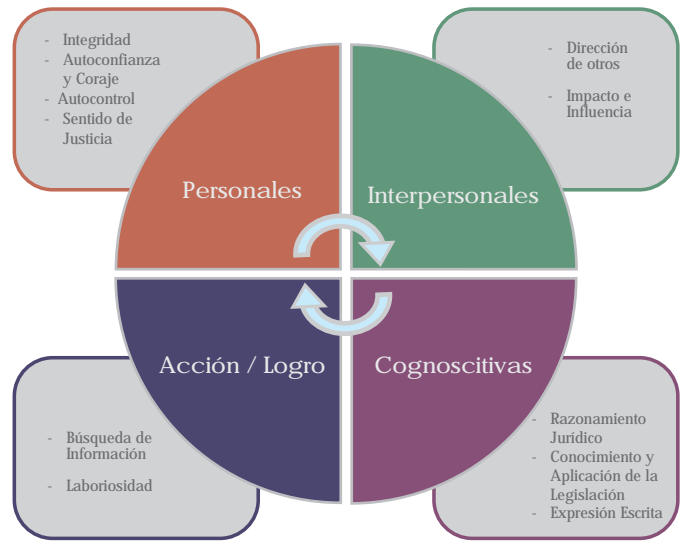 - Integridad
- Autoconfianza
y Coraje
- Autocontrol
- Sentido de
Justicia
- Dirección
de otros
- Impacto e
Influencia
Personales
Interpersonales
Acción / Logro
Cognoscitivas
- Búsqueda de
Información
- Laboriosidad
- Razonamiento
Jurídico
- Conocimiento y
Aplicación de la
Legislación
- Expresión Escrita